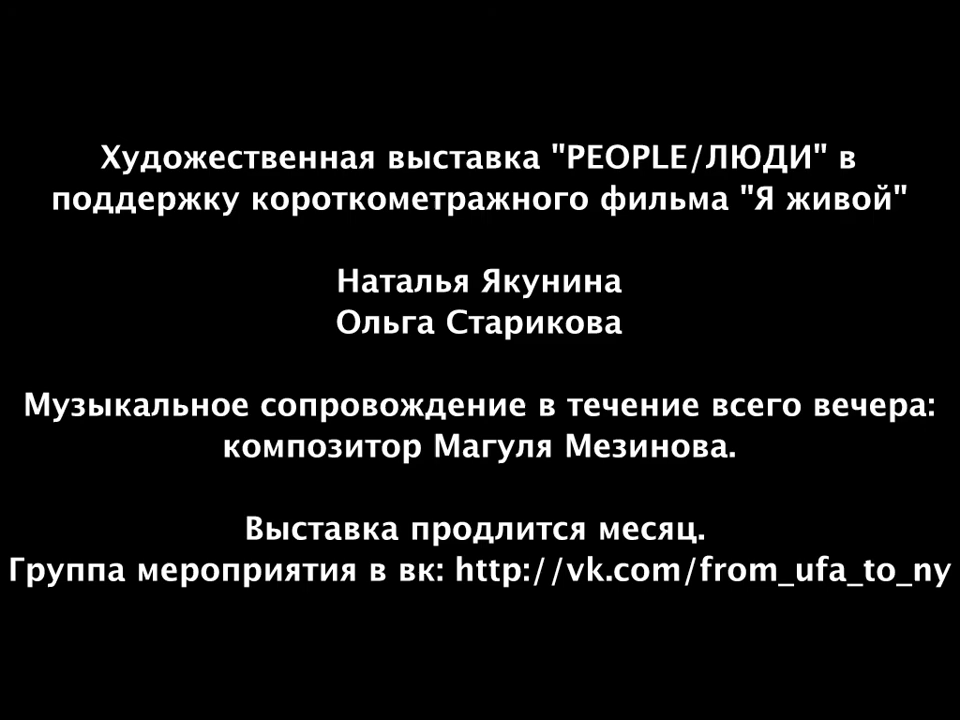 Художественная выставка "PEOPLE/ЛЮДИ" в
поддержку короткометражного фильма "Я живой"
Наталья Якунина
Ольга Старикова
Музыкальное сопровождение в течение всего вечера:
композитор Магуля Мезинова.
Выставка продлится месяц.
Группа мероприятия в вк: http://vk.com/from_ufa_to_ny